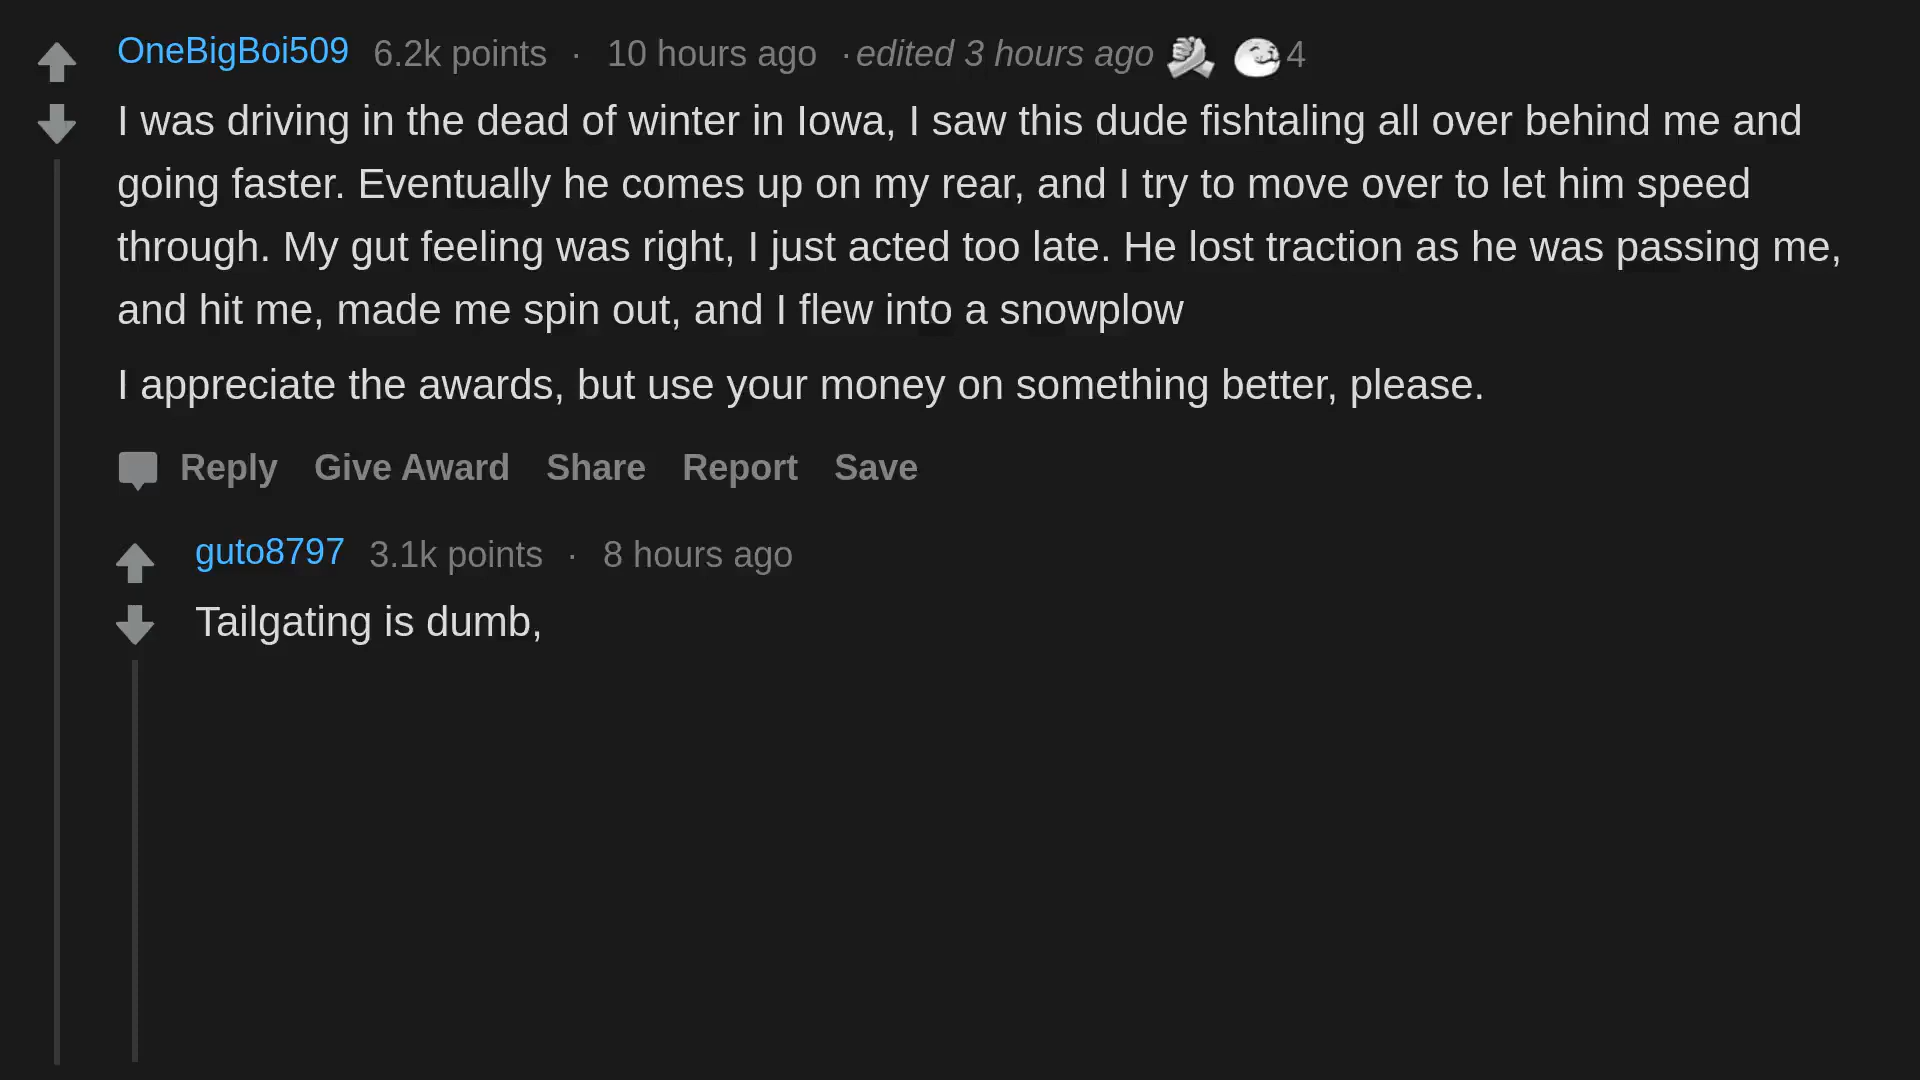 OneBigBoi509 6.2k points · 10 hours ago · edited 3 hours ago 4
I was driving in the dead of winter in Iowa, I saw this dude fishtaling all over behind me and
going faster. Eventually he comes up on my rear, and I try to move over to let him speed
through. My gut feeling was right, I just acted too late. He lost traction as he was passing me,
and hit me, made me spin out, and I flew into a snowplow
I appreciate the awards, but use your money on something better, please.
Reply Give Award Share Report Save
guto8797 3.1k points · 8 hours ago
Tailgating is dumb,